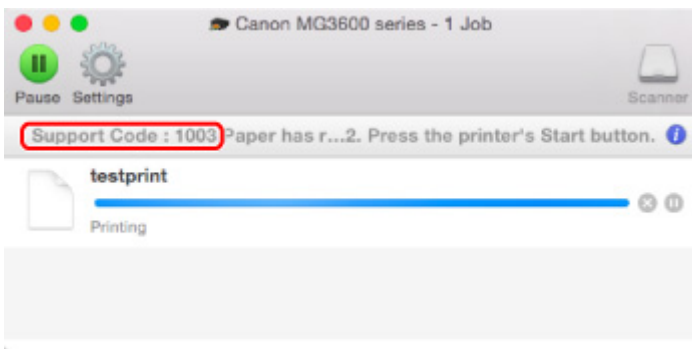 Canon MG3600 series - 1 Job
Pause Settings
Scanner
Support Code : 1003 Paper has r...2. Press the printer's Start button.
testprint
Printing